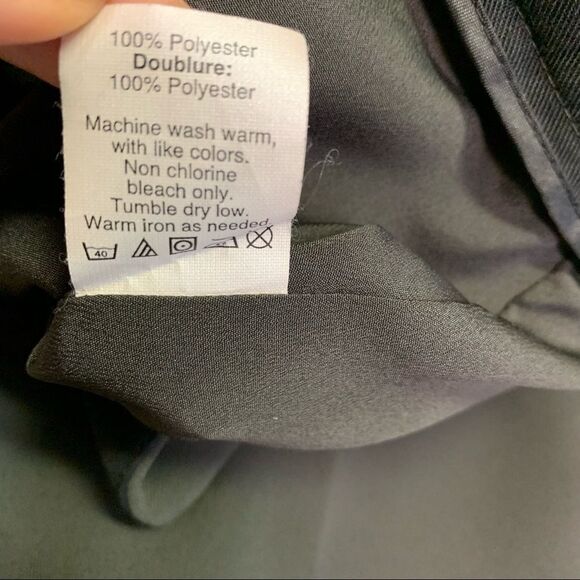 100% Polyester
Doublure:
100% Polyester
Machine wash warm,
with like colors.
Non chlorine
bleach only.
Tumble dry low.
Warm iron as needed.
40